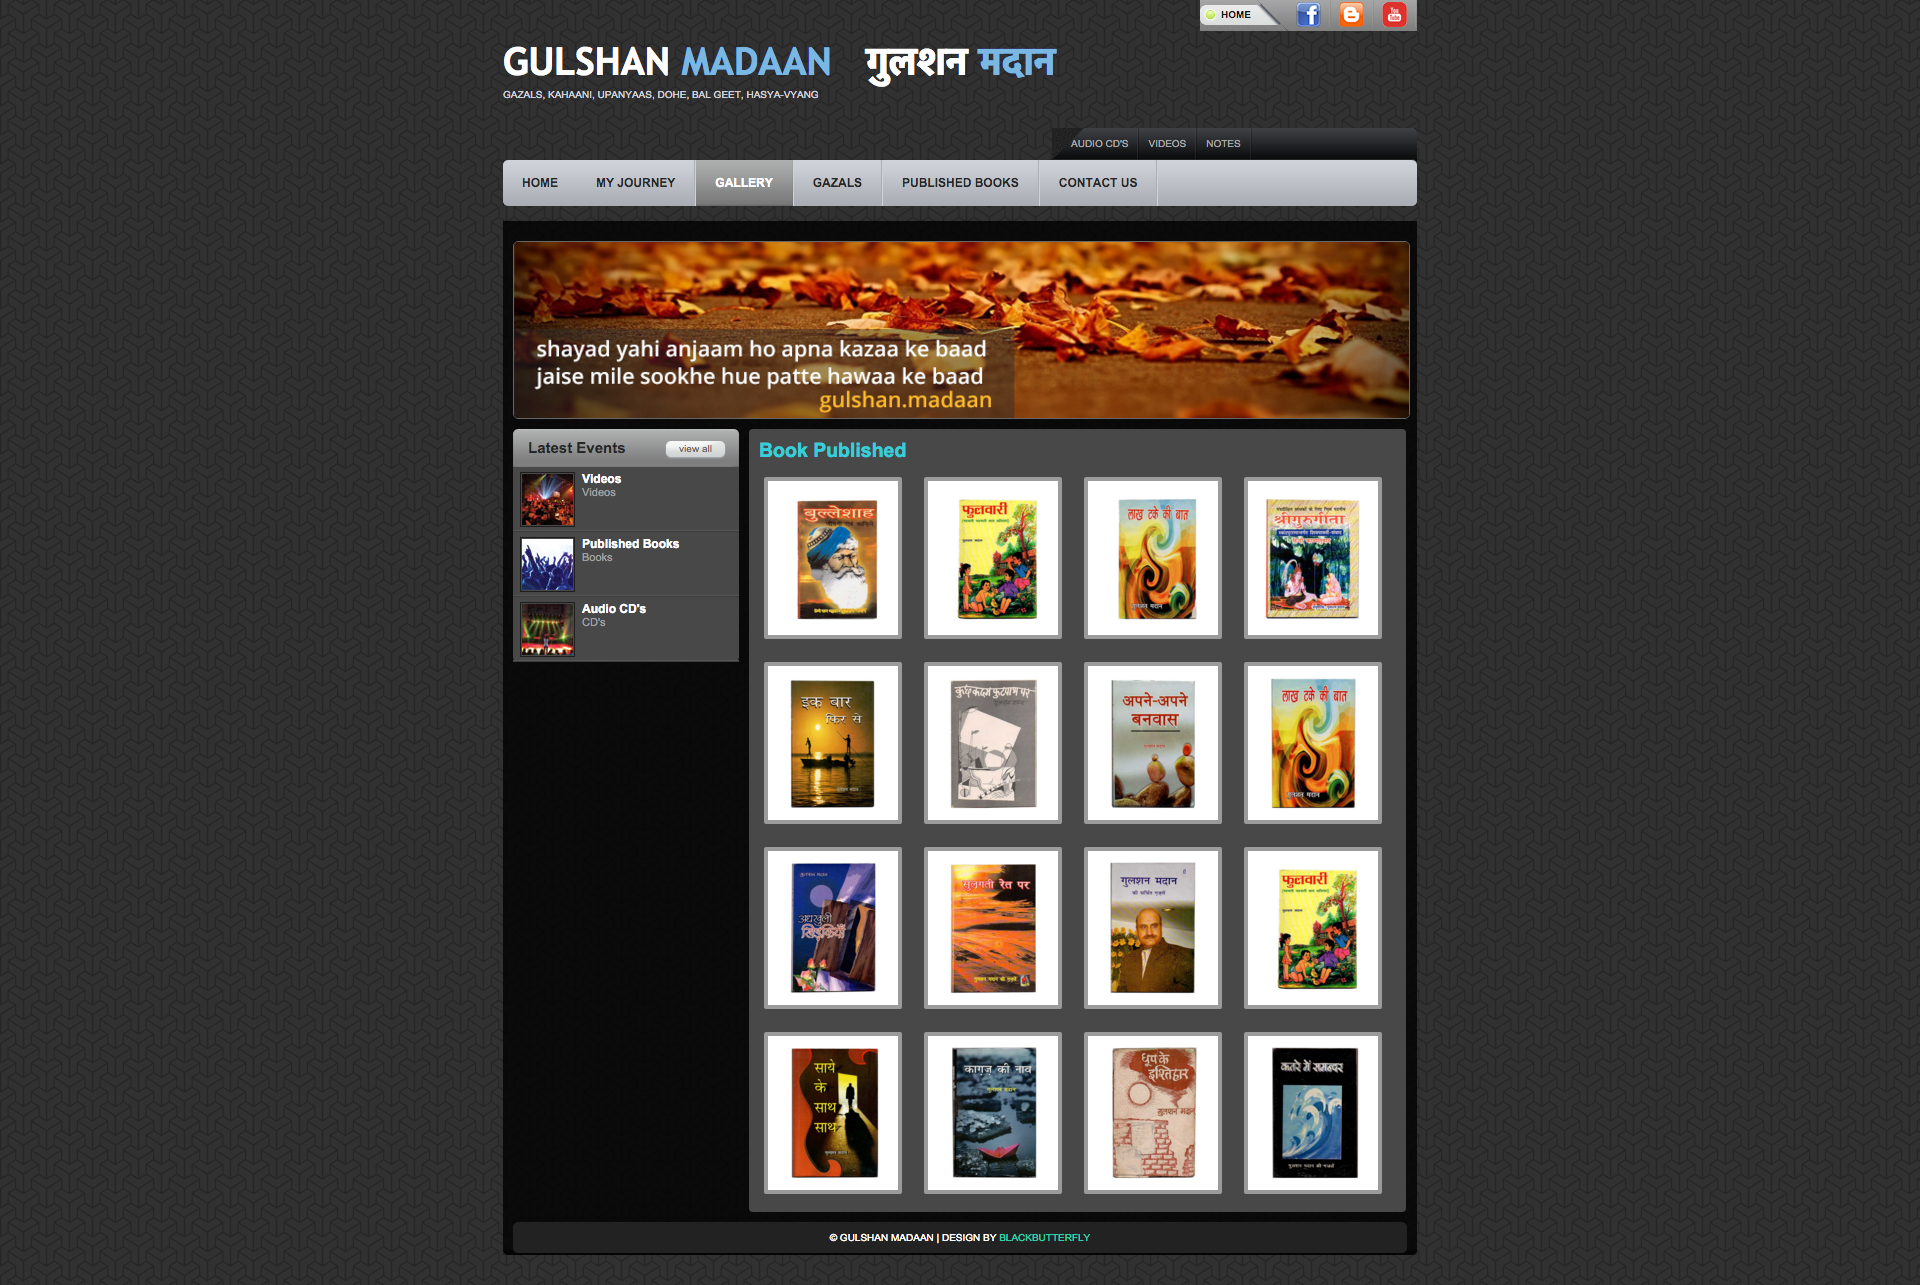 HOME
GULSHAN MADAAN गुलशन मदान
GAZALS, KAHAANI, UPANYAAS, DOHE, BAL GEET, HASYA-VYANG
AUDIO CD'S VIDEOS NOTES
HOME MY JOURNEY GALLERY GAZALS PUBLISHED BOOKS CONTACT US
shayad yahi anjaam ho apna kazaa ke baad
jaise mile sookhe hue patte hawaa ke baad
gulshan.madaan
Latest Events view all
Videos
Videos
Published Books
Books
Audio CD's
CD's
Book Published
बुल्लेशाह
फुलवारी
लाख टके की बात
श्रीगुरुगीता
इक बार
फिर से
अपने-अपने
बनवास
लाख टके की बात
अधखुली
खिड़कियाँ
सुलगती रेत पर
गुलशन मदान
फुलवारी
साये
के
साथ
साथ
कागज़ की नाव
धूप के
इश्तिहार
गुलशन मदान
कतरे में समन्दर
© GULSHAN MADAAN | DESIGN BY BLACKBUTTERFLY